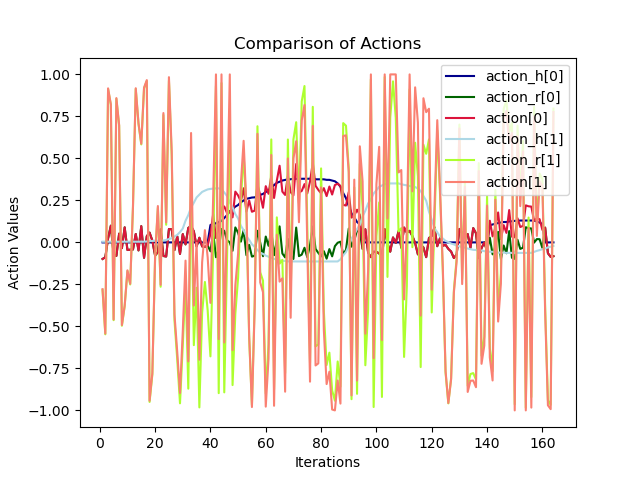 Comparison of Actions
Action Values
1.00
0.75
0.50
0.25
0.00
−0.25
−0.50
−0.75
−1.00
0 20 40 60 80 100 120 140 160
Iterations
action_h[0]
action_r[0]
action[0]
action_h[1]
action_r[1]
action[1]